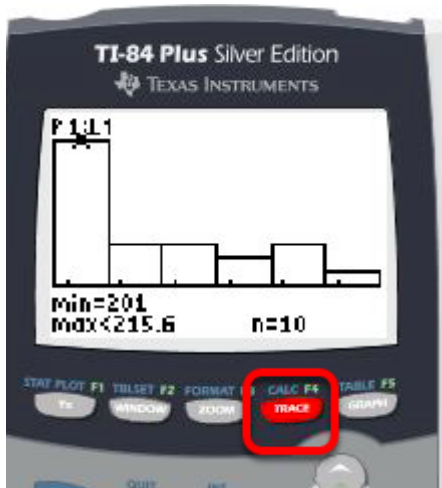 TI-84 Plus Silver Edition
TEXAS INSTRUMENTS
P1:L1
min=201
max<215.6 n=10
STAT PLOT F1 TBLSET F2 FORMAT F3 CALC F4 TABLE F5
Y= WINDOW ZOOM TRACE GRAPH
QUIT INS